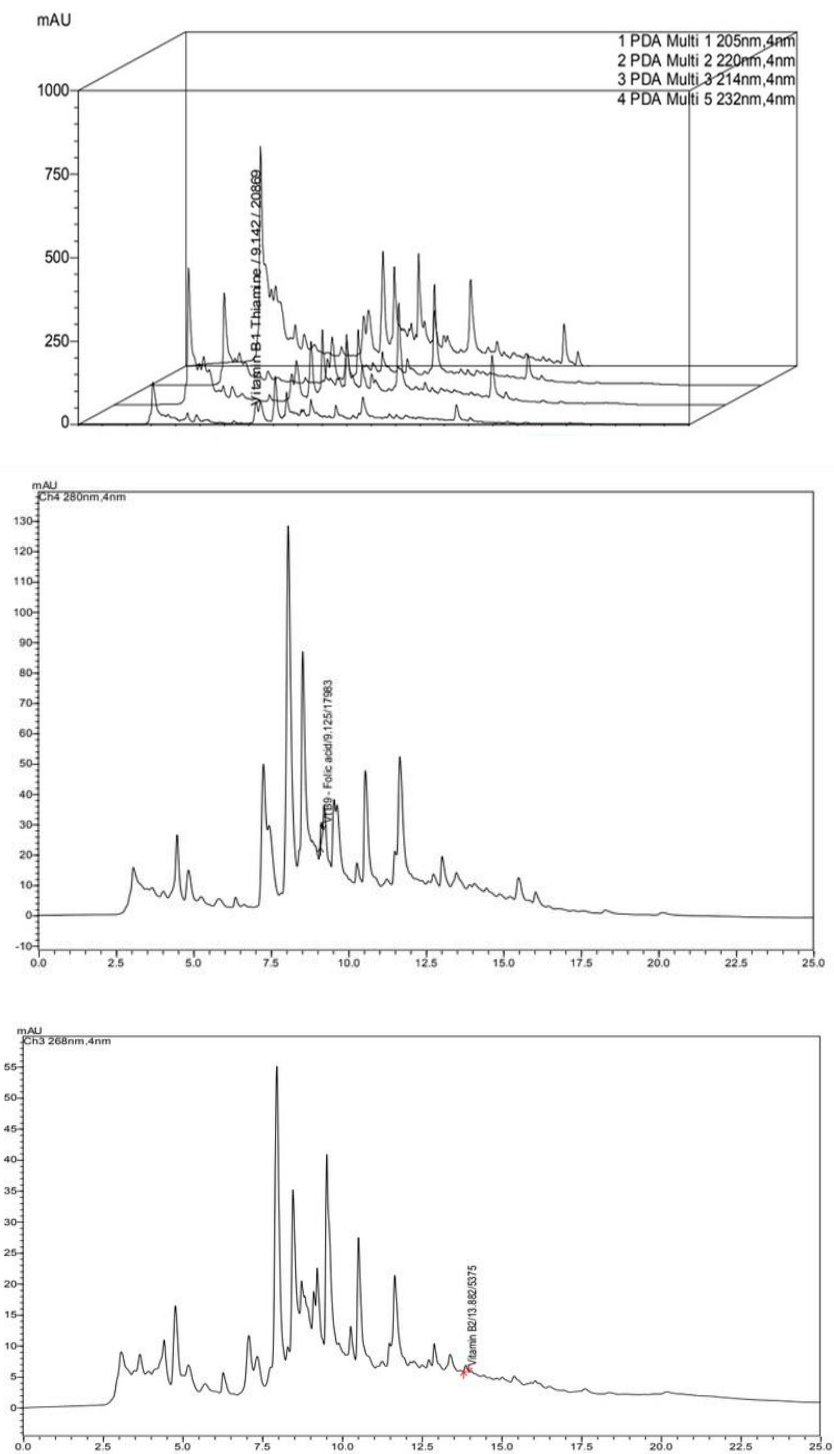 mAU
1 PDA Multi 1 205nm,4nm
2 PDA Multi 2 220nm,4nm
3 PDA Multi 3 214nm,4nm
4 PDA Multi 5 232nm,4nm
1000
750
500
250
0
Vitamin B1 Thiamine / 9.142 / 20869
mAU
Ch4 280nm,4nm
130
120
110
100
90
80
70
60
50
40
30
20
10
0
-10
Folic acid/9.125/17983
0.0 2.5 5.0 7.5 10.0 12.5 15.0 17.5 20.0 22.5 25.0
mAU
Ch3 268nm,4nm
55
50
45
40
35
30
25
20
15
10
5
0
Vitamin B2/13.882/5375
0.0 2.5 5.0 7.5 10.0 12.5 15.0 17.5 20.0 22.5